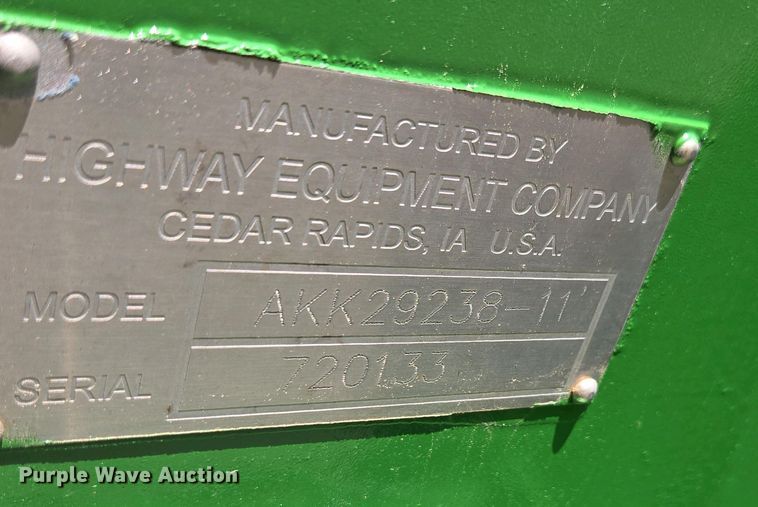 MANUFACTURED BY
HIGHWAY EQUIPMENT COMPANY
CEDAR RAPIDS, IA U.S.A.
MODEL AKK29238-11'
SERIAL 720133
Purple Wave Auction